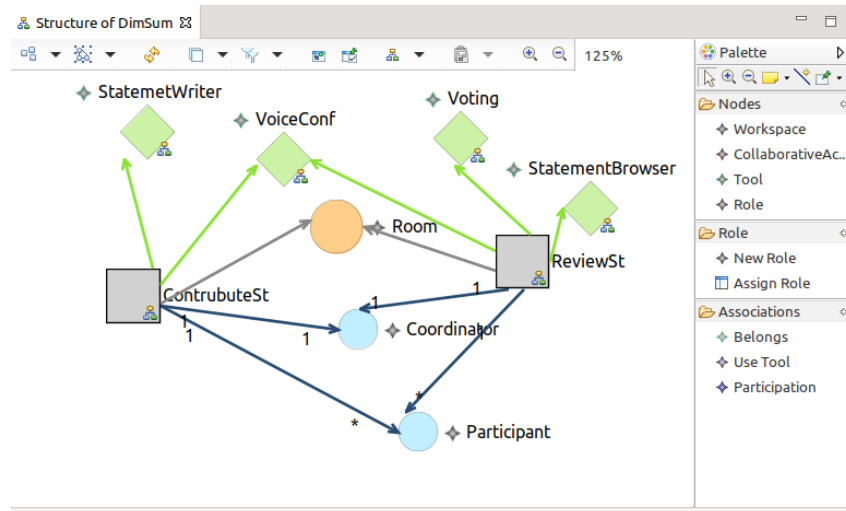 Structure of DimSum
125%
Palette
StatemetWriter
VoiceConf
Voting
StatementBrowser
Room
ContrubuteSt
ReviewSt
1
1
1
1
1
Coordinator
*
*
Participant
Nodes
Workspace
CollaborativeAc..
Tool
Role
Role
New Role
Assign Role
Associations
Belongs
Use Tool
Participation